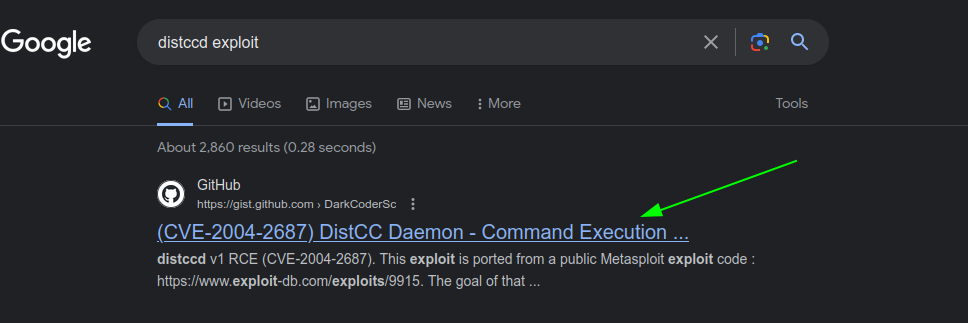 Google
distccd exploit
All Videos Images News More Tools
About 2,860 results (0.28 seconds)
GitHub
https://gist.github.com › DarkCoderSc
(CVE-2004-2687) DistCC Daemon - Command Execution ...
distccd v1 RCE (CVE-2004-2687). This exploit is ported from a public Metasploit exploit code :
https://www.exploit-db.com/exploits/9915. The goal of that ...